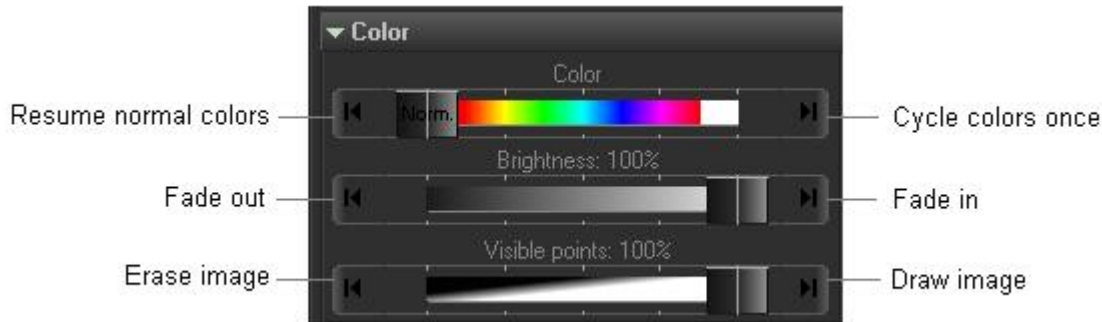 Color
Color
Resume normal colors
Norm.
Cycle colors once
Brightness: 100%
Fade out
Fade in
Visible points: 100%
Erase image
Draw image